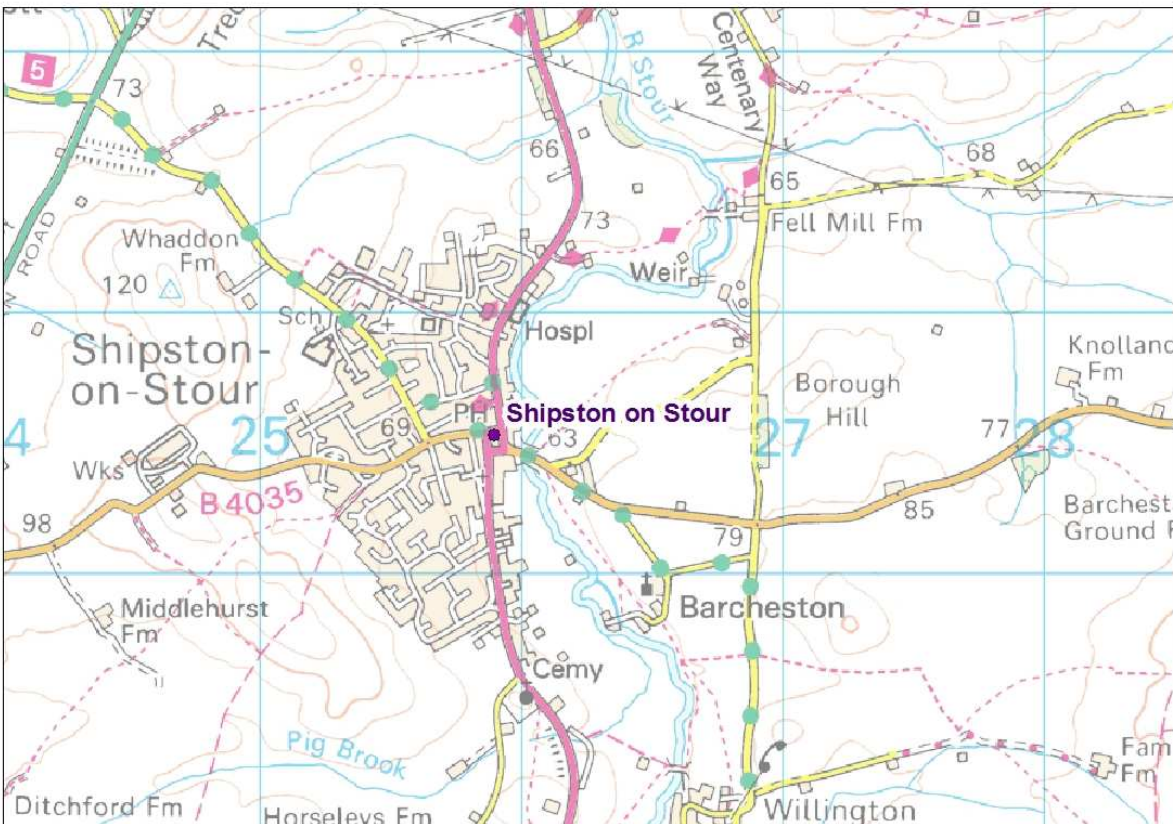 5
73
R Stour
Centenary
Way
66
65
68
Fell Mill Fm
ROAD
Whaddon
Fm
73
120
Weir
Sch
Hospl
Shipston-
on-Stour
Knolland
Fm
Borough
Hill
PH
Shipston on Stour
4
25
69
63
27
77
28
Wks
B 4035
98
85
Barchest
Ground
79
Middlehurst
Fm
Barcheston
Cemy
Pig Brook
Fam
Fm
Ditchford Fm
Horseleys Fm
Willington